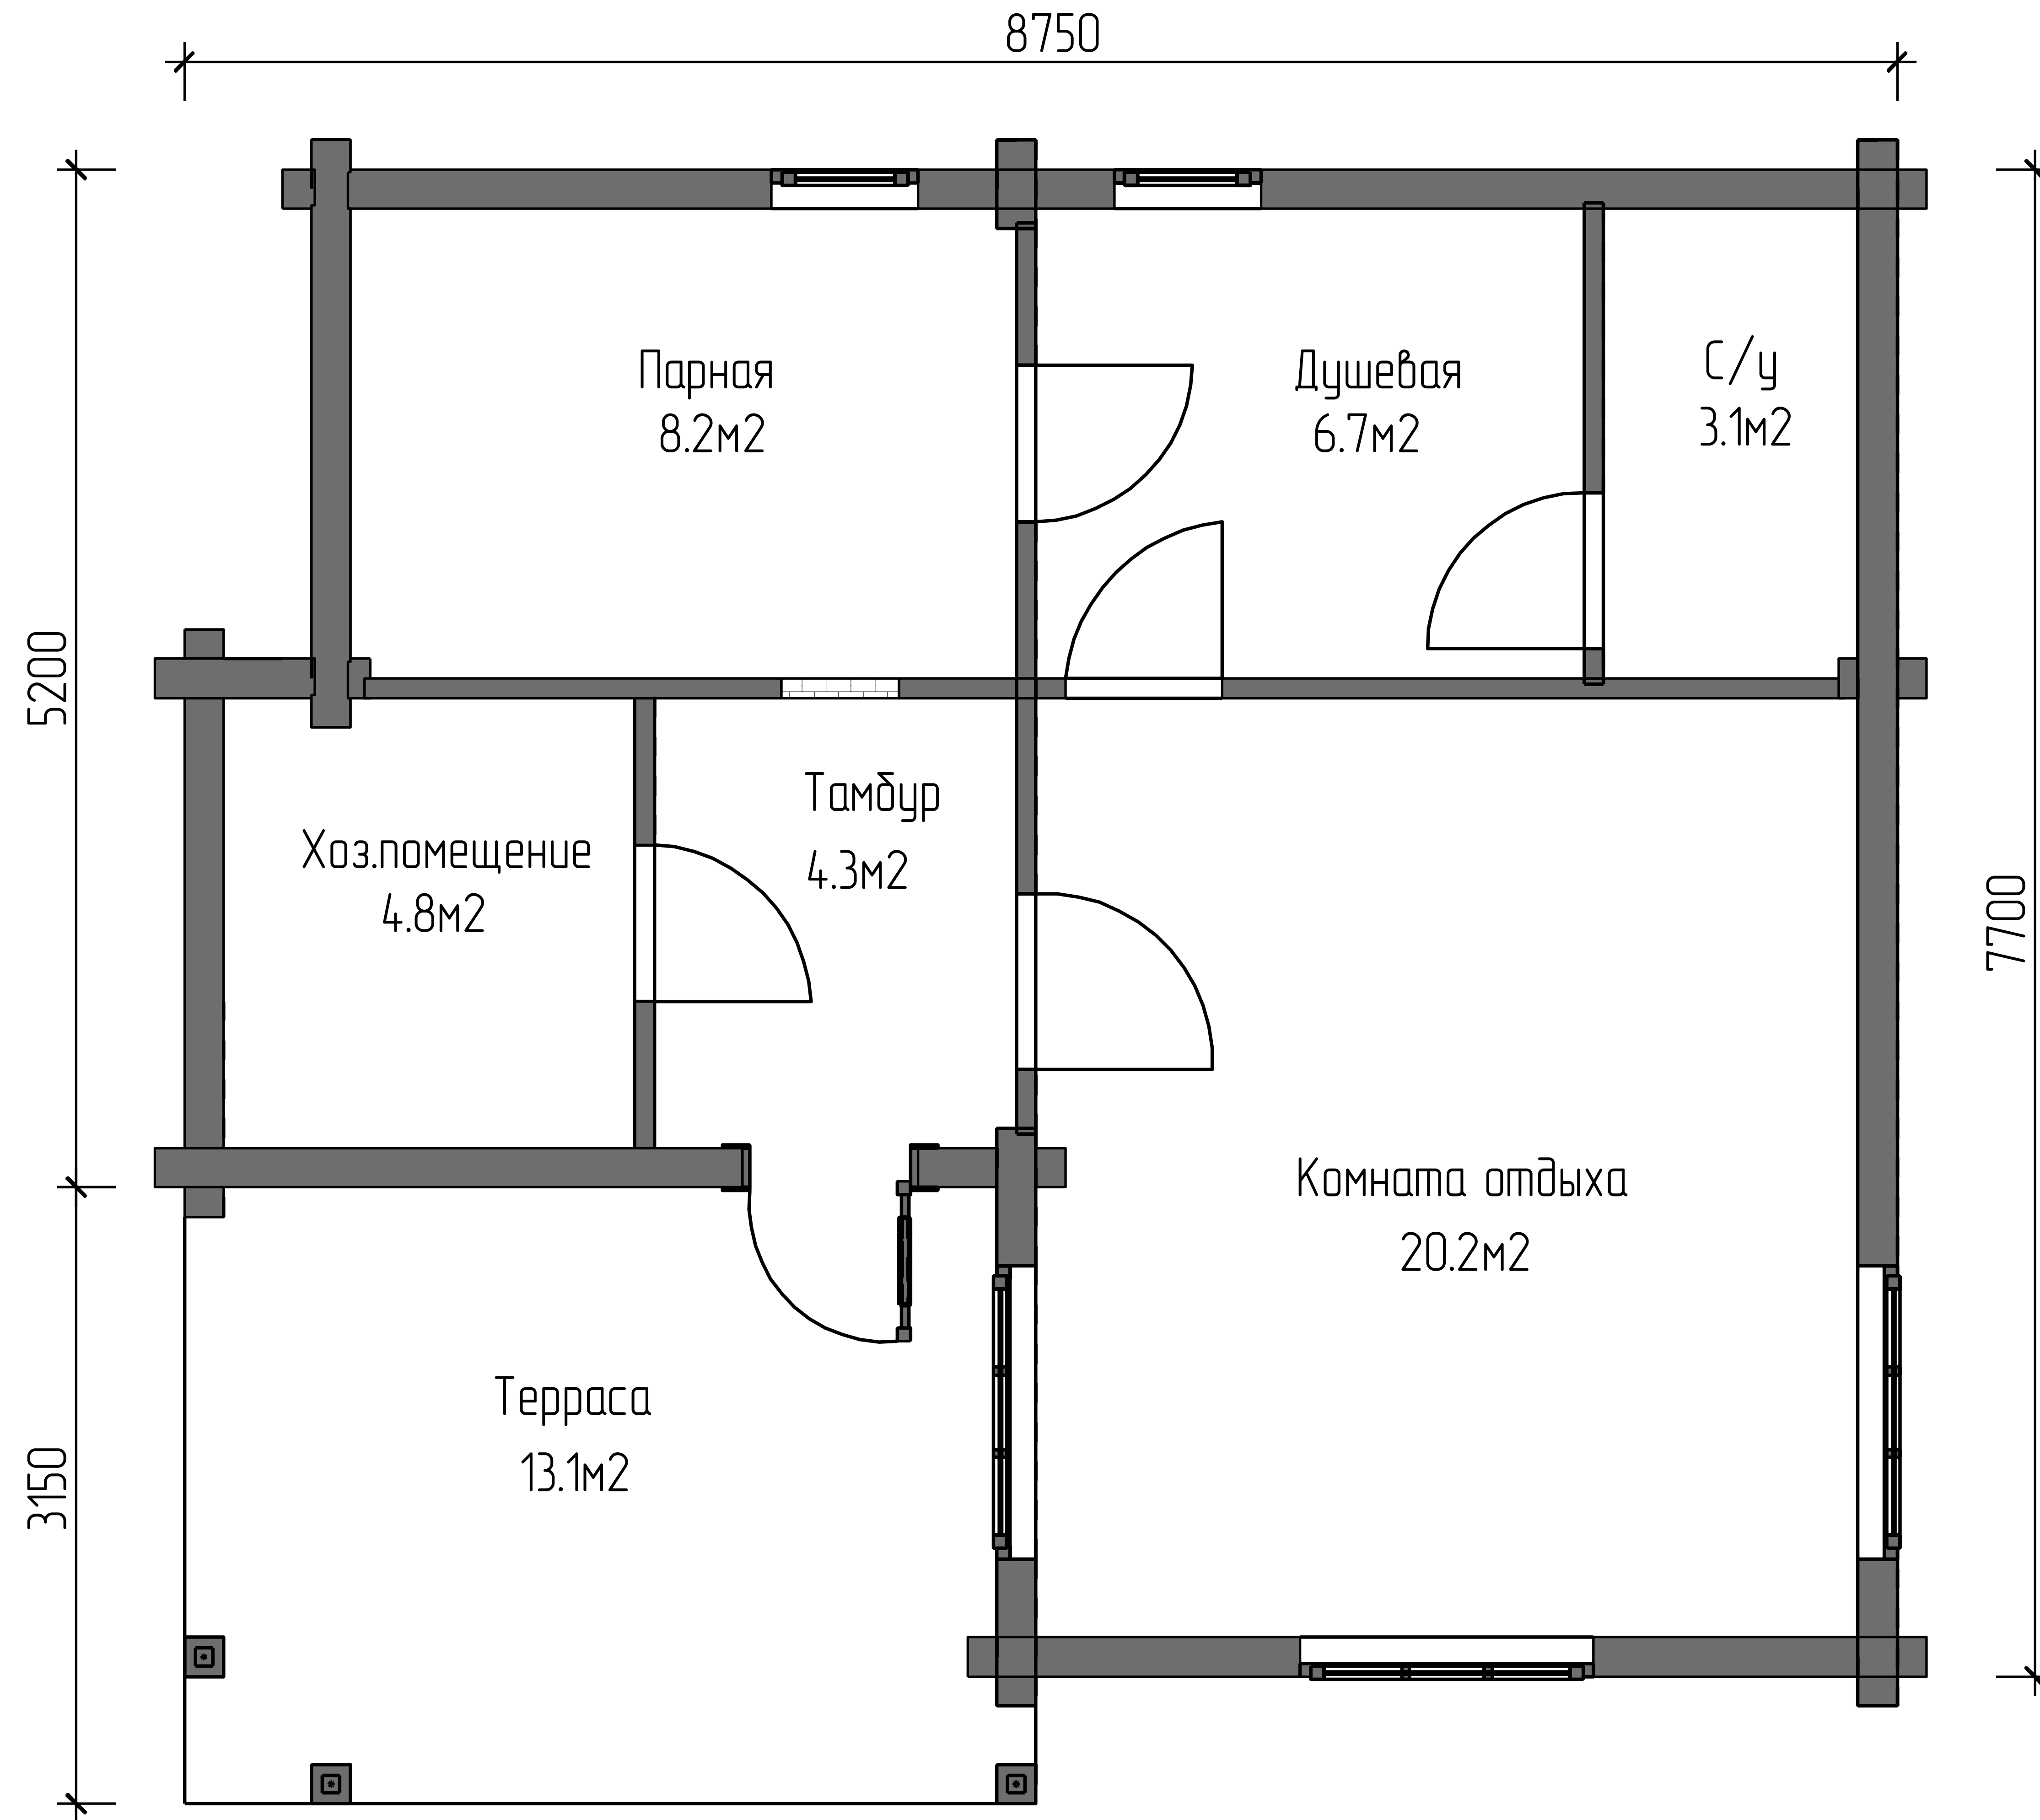 8750
Парная
8.2м2
Душевая
6.7м2
С/у
3.1м2
5200
Тамбур
4.3м2
Хоз.помещение
4.8м2
7700
Комната отдыха
20.2м2
Терраса
13.1м2
3150